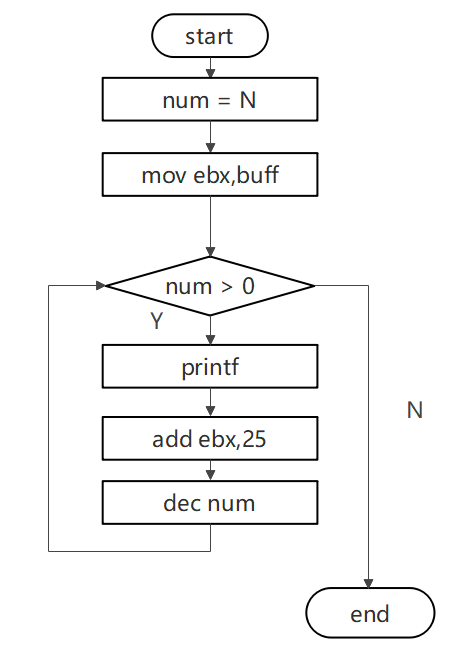 start
num = N
mov ebx,buff
num > 0
Y
printf
N
add ebx,25
dec num
end